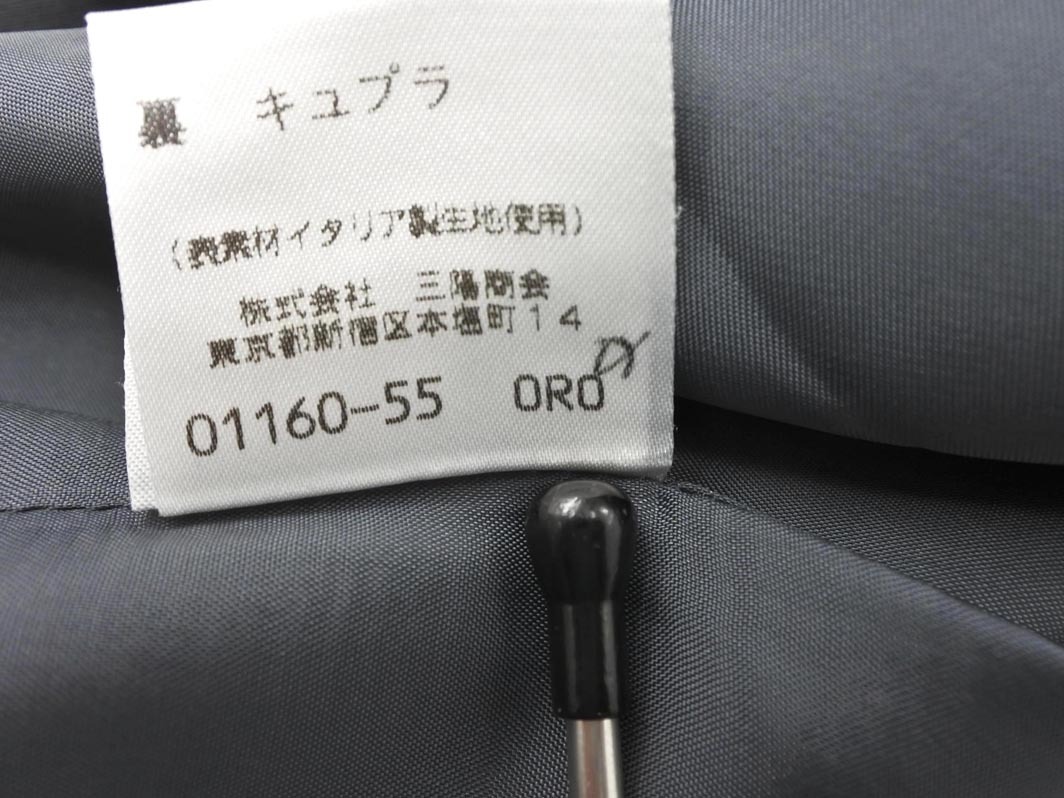 裏　キュプラ
(表素材イタリア製生地使用)
株式会社　三陽商会
東京都新宿区本塩町１４
01160-55　0R0